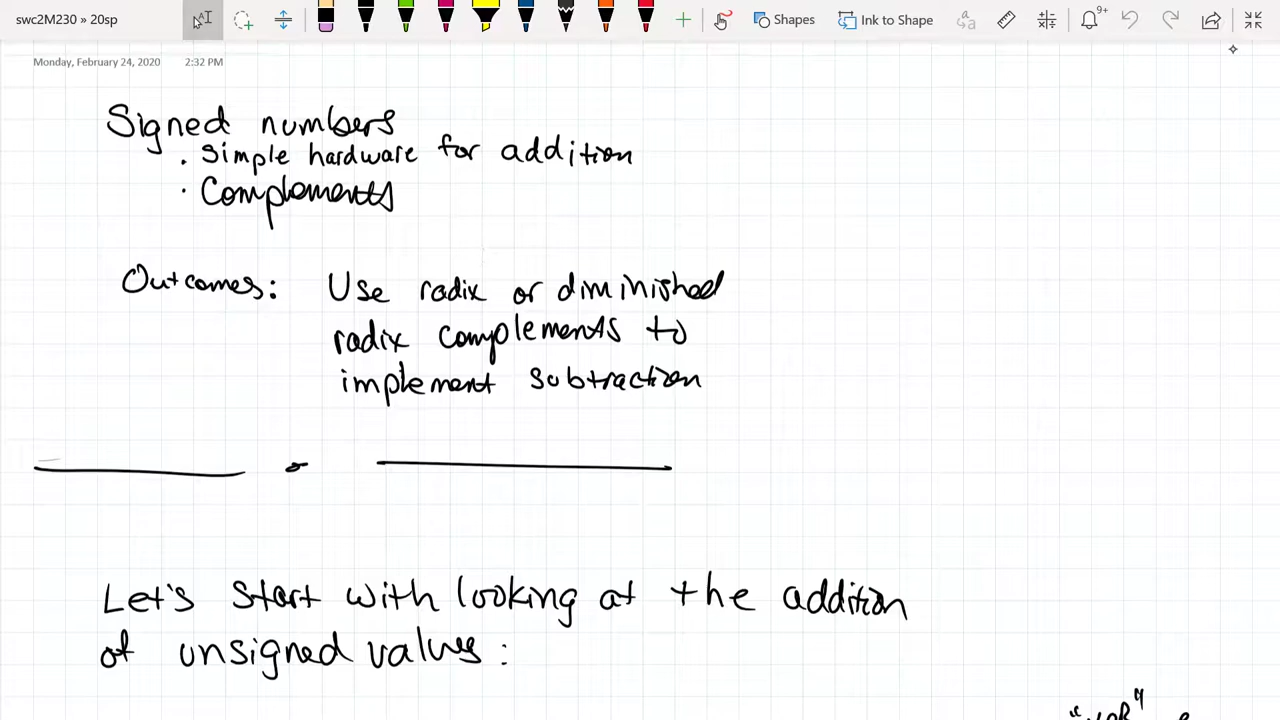 swc2M230 » 20sp
Shapes
Ink to Shape
9+
Monday, February 24, 2020 2:32 PM
Signed numbers
· Simple hardware for addition
· Complements
Outcomes: Use radix or diminished
radix complements to
implement subtraction
Let's start with looking at the addition
of unsigned values: